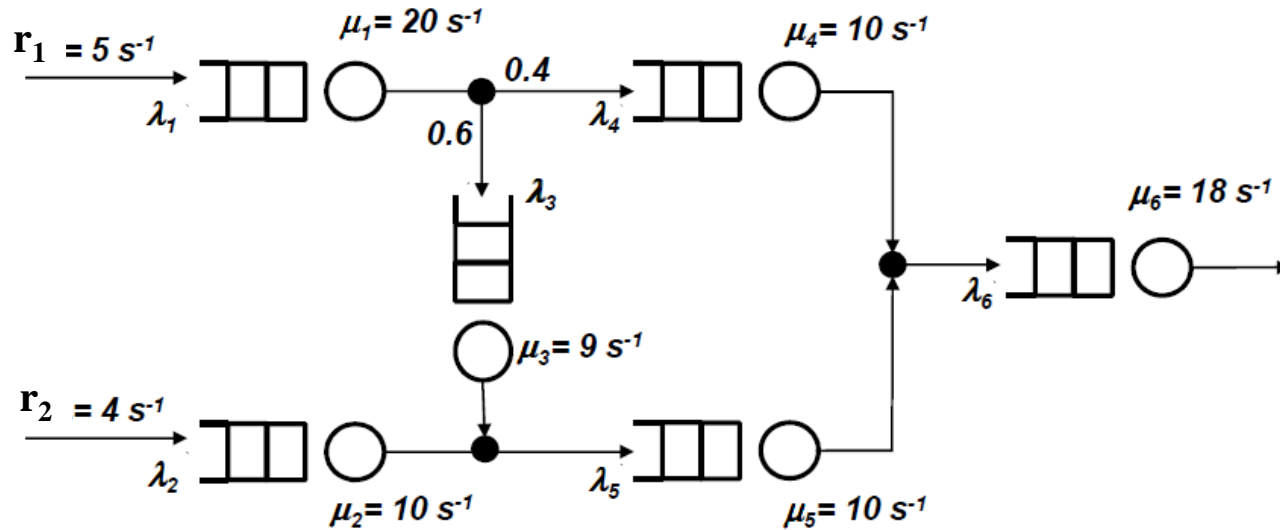 r₁ = 5 s⁻¹
μ₁= 20 s⁻¹
μ₄= 10 s⁻¹
λ₁
0.4
λ₄
0.6
λ₃
μ₆= 18 s⁻¹
λ₆
μ₃= 9 s⁻¹
r₂ = 4 s⁻¹
λ₂
λ₅
μ₂= 10 s⁻¹
μ₅= 10 s⁻¹